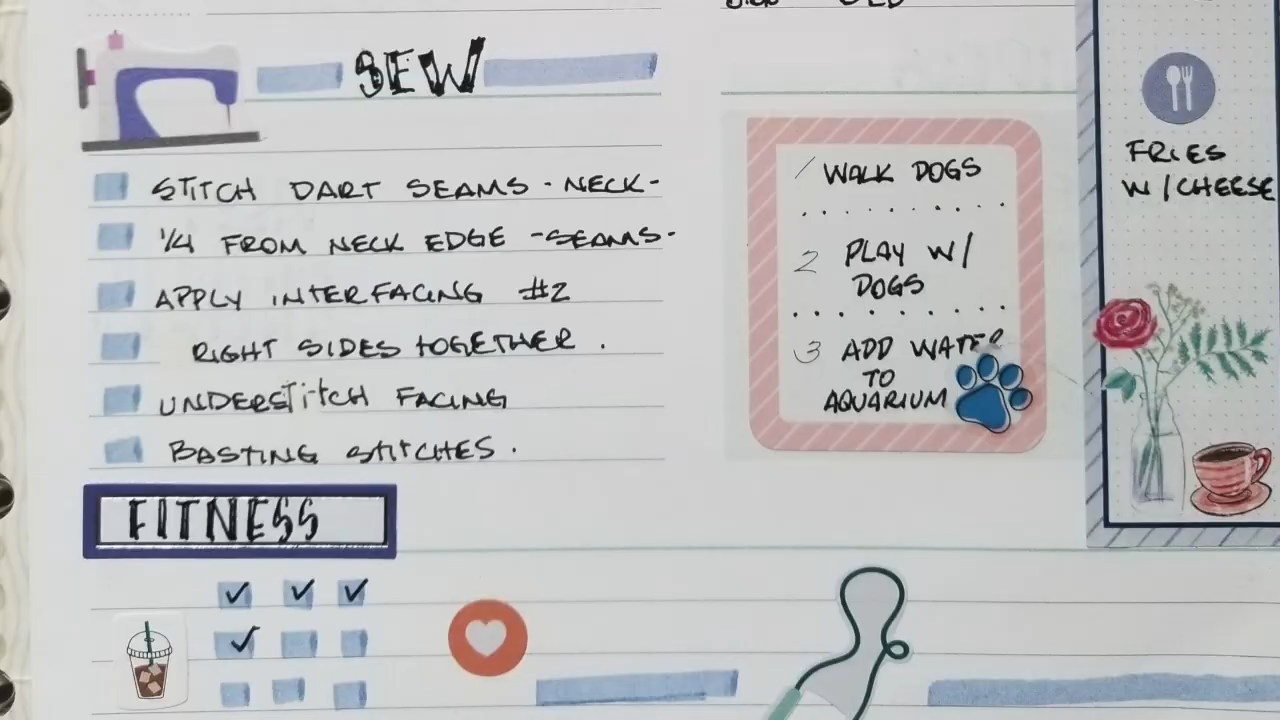 SEW
STITCH DART SEAMS - NECK -
1/4 FROM NECK EDGE - SEAMS -
APPLY INTERFACING #2
RIGHT SIDES TOGETHER .
UNDERSTITCH FACING
BASTING STITCHES .
1 WALK DOGS
2 PLAY W/
DOGS
3 ADD WATER
TO
AQUARIUM
FRIES
W/CHEESE
FITNESS